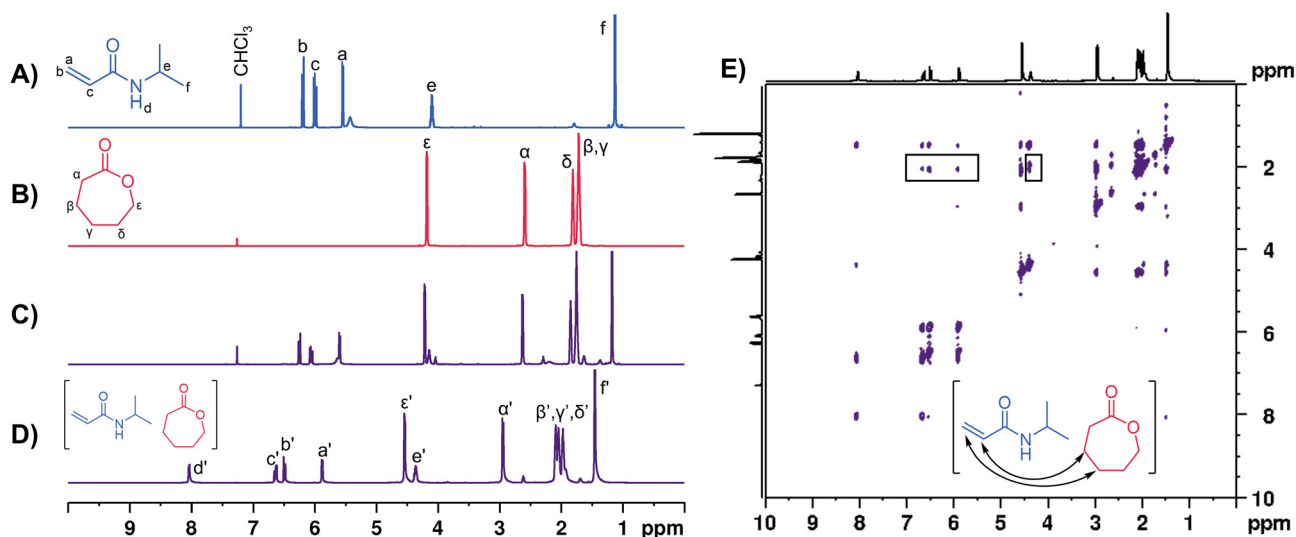 A)
O
N
H
a
b
c
d
e
f
CHCl3
b
c
a
e
f
B)
O
O
α
β
γ
δ
ε
ε
α
δ
β,γ
C)
D)
O
N
H
O
O
d'
c'
b'
a'
ε'
e'
α'
β’,γ’,δ’
f'
9 8 7 6 5 4 3 2 1 ppm
E)
ppm
2
4
6
8
10
O
N
H
O
O
10 9 8 7 6 5 4 3 2 1 ppm